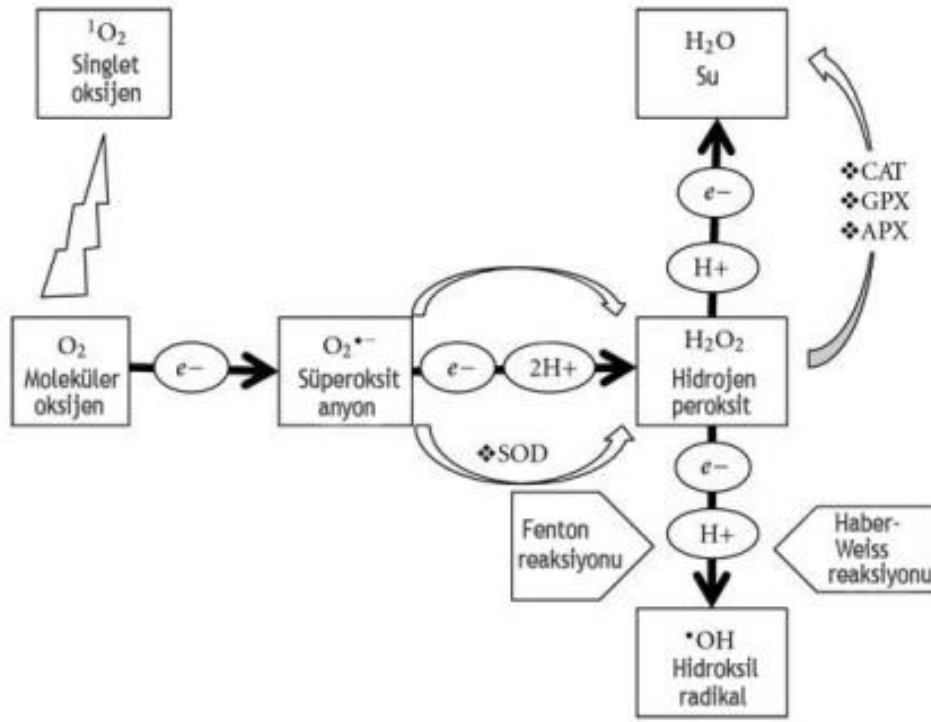 ¹O₂
Singlet
oksijen
H₂O
Su
❖CAT
❖GPX
❖APX
e−
H+
O₂
Moleküler
oksijen
e−
O₂•−
Süperoksit
anyon
e−
2H+
H₂O₂
Hidrojen
peroksit
❖SOD
e−
Fenton
reaksiyonu
H+
Haber-
Weiss
reaksiyonu
•OH
Hidroksil
radikal